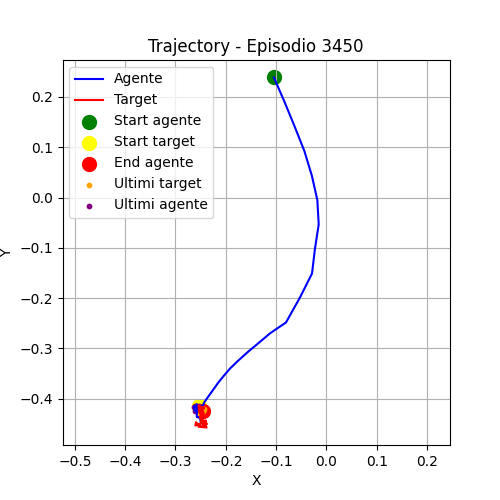 Trajectory - Episodio 3450
Agente
Target
Start agente
Start target
End agente
Ultimi target
Ultimi agente
0.2
0.1
0.0
−0.1
−0.2
−0.3
−0.4
Y
−0.5
−0.4
−0.3
−0.2
−0.1
0.0
0.1
0.2
X